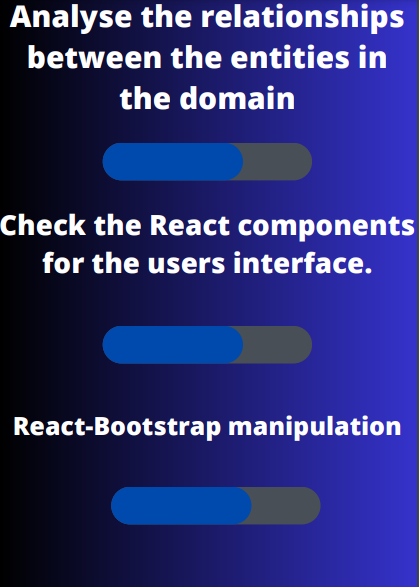 Analyse the relationships
between the entities in
the domain
Check the React components
for the users interface.
React-Bootstrap manipulation